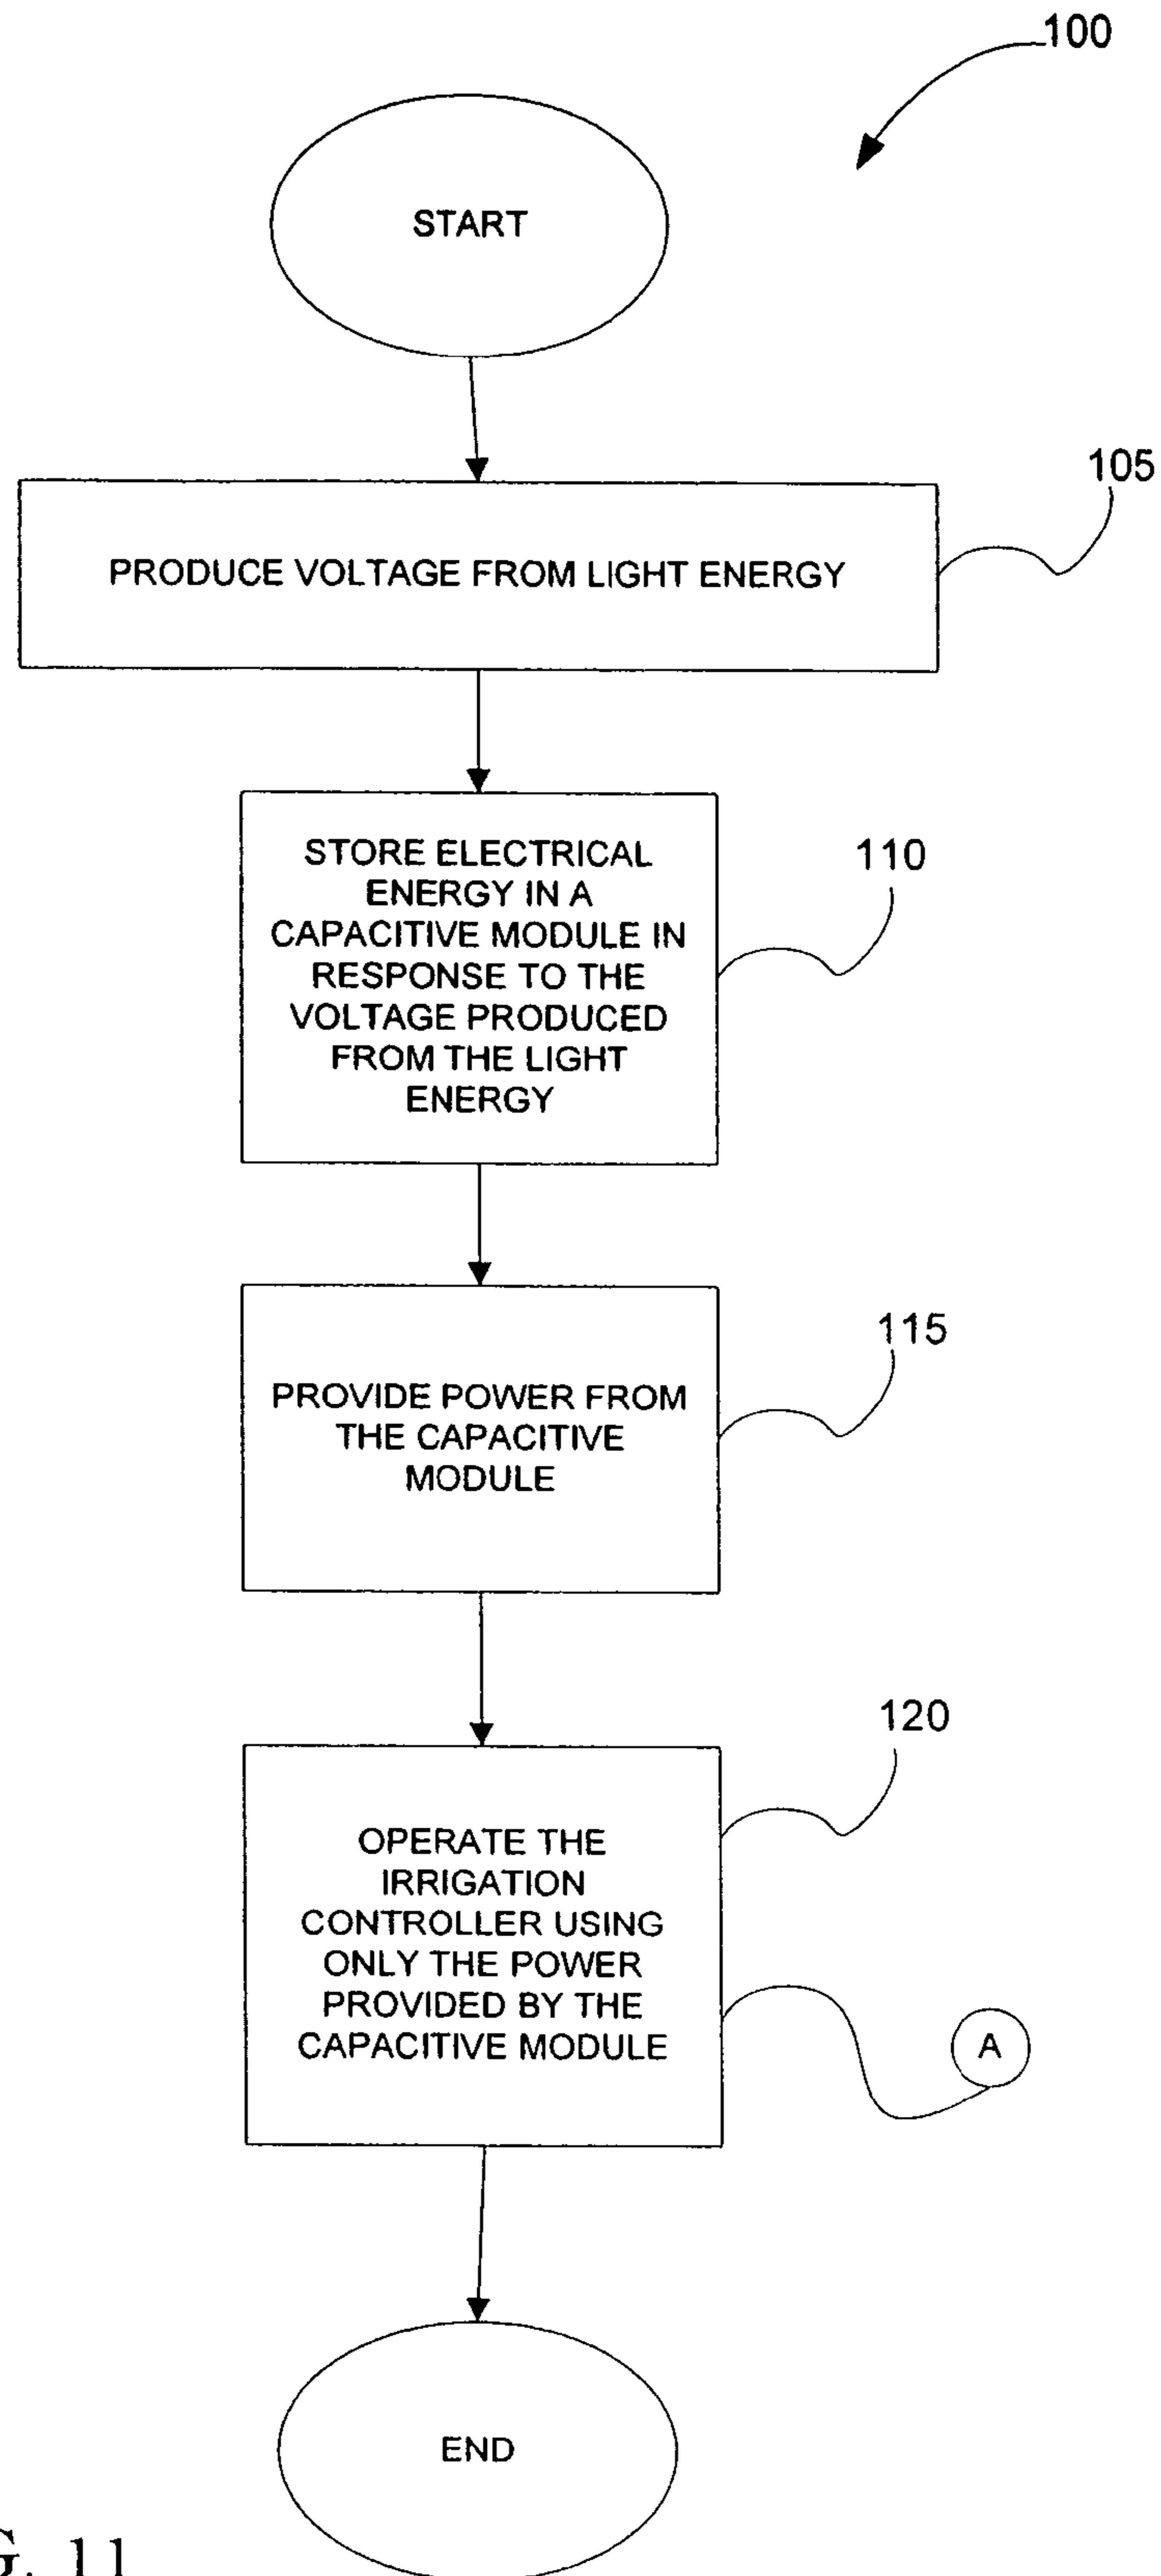 100
START
105
PRODUCE VOLTAGE FROM LIGHT ENERGY
STORE ELECTRICAL
ENERGY IN A
CAPACITIVE MODULE IN
RESPONSE TO THE
VOLTAGE PRODUCED
FROM THE LIGHT
ENERGY
110
PROVIDE POWER FROM
THE CAPACITIVE
MODULE
115
120
OPERATE THE
IRRIGATION
CONTROLLER USING
ONLY THE POWER
PROVIDED BY THE
CAPACITIVE MODULE
A
END
G. 11